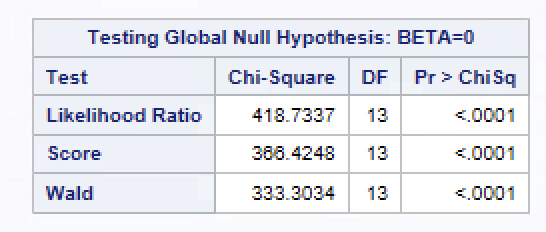 Testing Global Null Hypothesis: BETA=0
Test Chi-Square DF Pr > ChiSq
Likelihood Ratio 418.7337 13 <.0001
Score 366.4248 13 <.0001
Wald 333.3034 13 <.0001